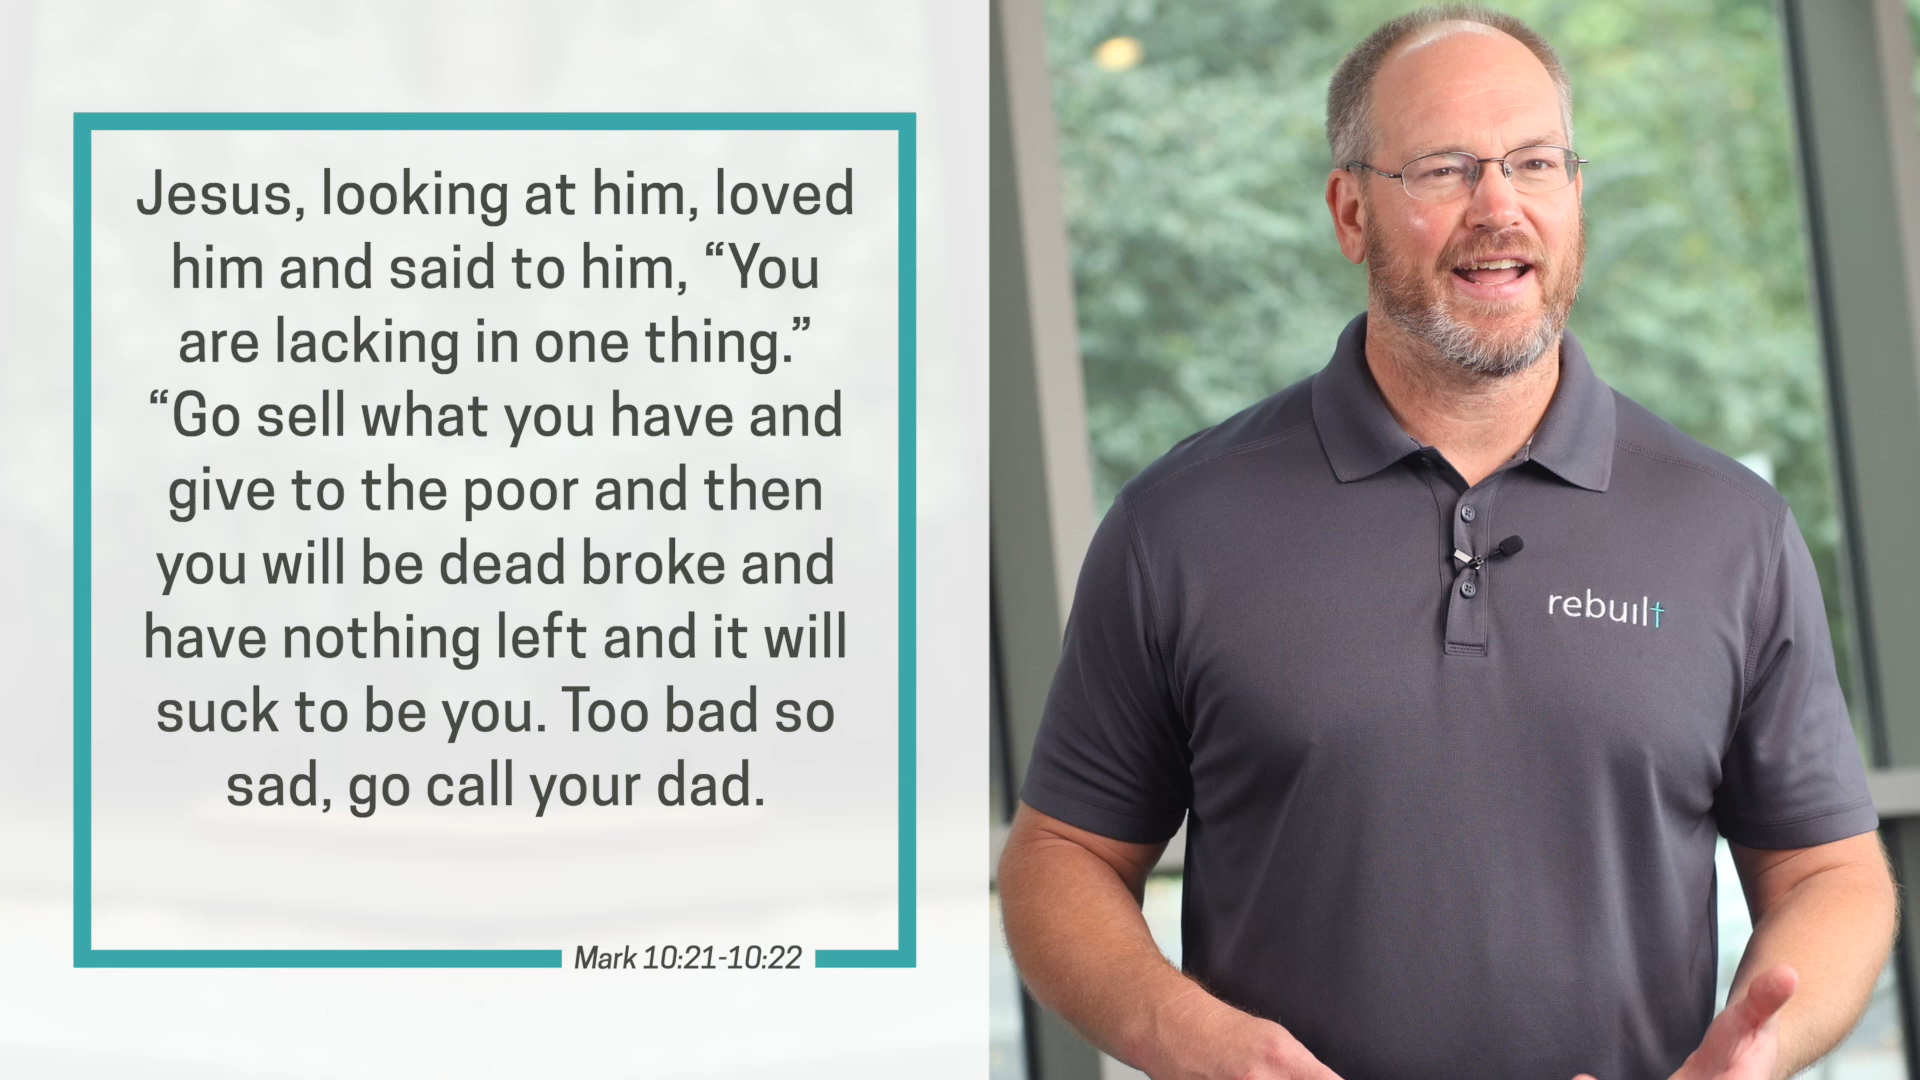 Jesus, looking at him, loved
him and said to him, “You
are lacking in one thing.”
“Go sell what you have and
give to the poor and then
you will be dead broke and
have nothing left and it will
suck to be you. Too bad so
sad, go call your dad.
Mark 10:21-10:22
rebuilt